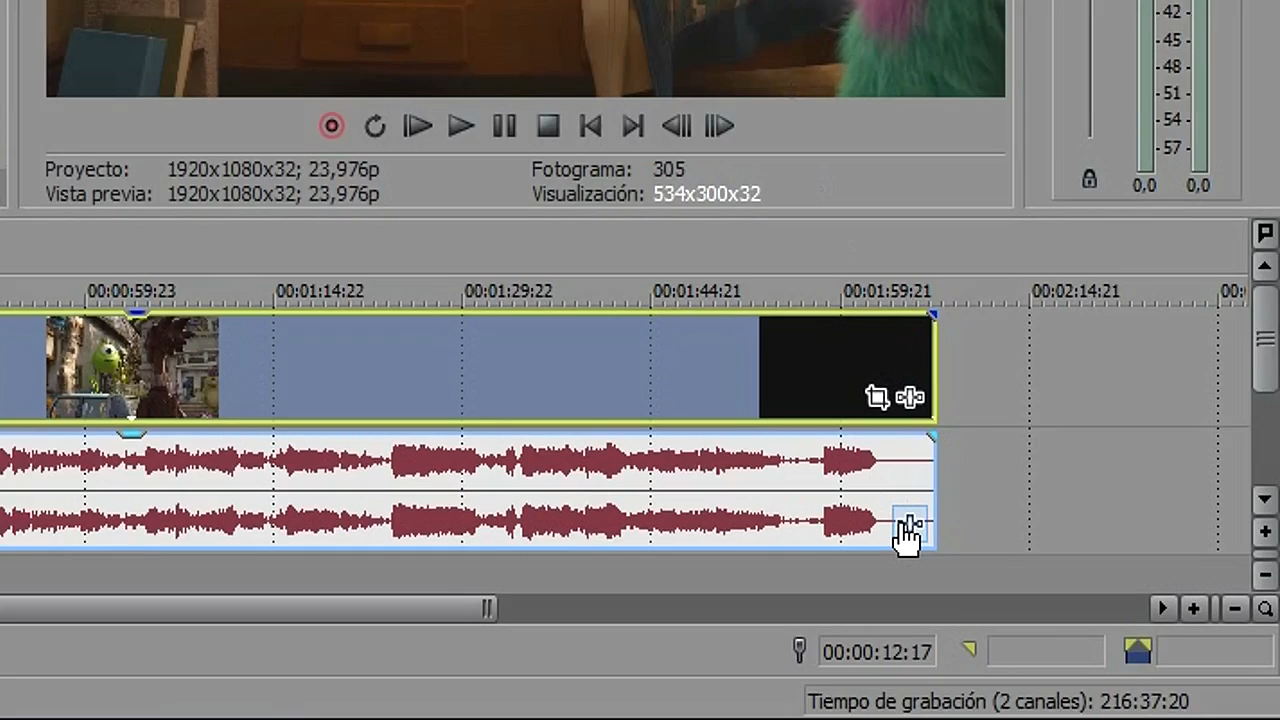 -42 -
-45 -
-48 -
-51 -
-54 -
-57 -
0,0 0,0
Proyecto: 1920x1080x32; 23,976p
Fotograma: 305
Vista previa: 1920x1080x32; 23,976p
Visualización: 534x300x32
00:00:59:23 00:01:14:22 00:01:29:22 00:01:44:21 00:01:59:21 00:02:14:21 00:
00:00:12:17
Tiempo de grabación (2 canales): 216:37:20